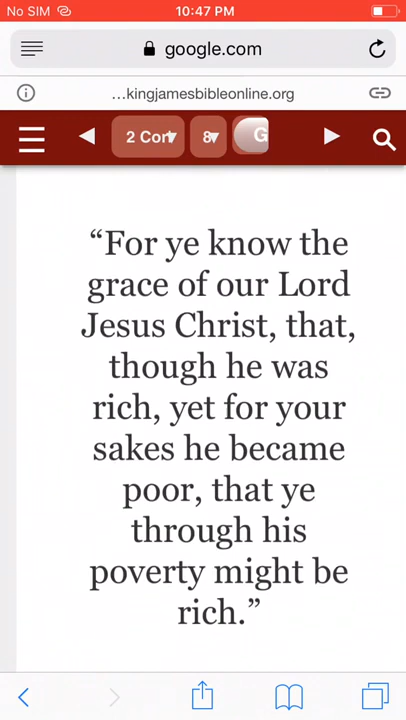 No SIM 10:47 PM
google.com
...kingjamesbibleonline.org
2 Cor 8 G
“For ye know the
grace of our Lord
Jesus Christ, that,
though he was
rich, yet for your
sakes he became
poor, that ye
through his
poverty might be
rich.”